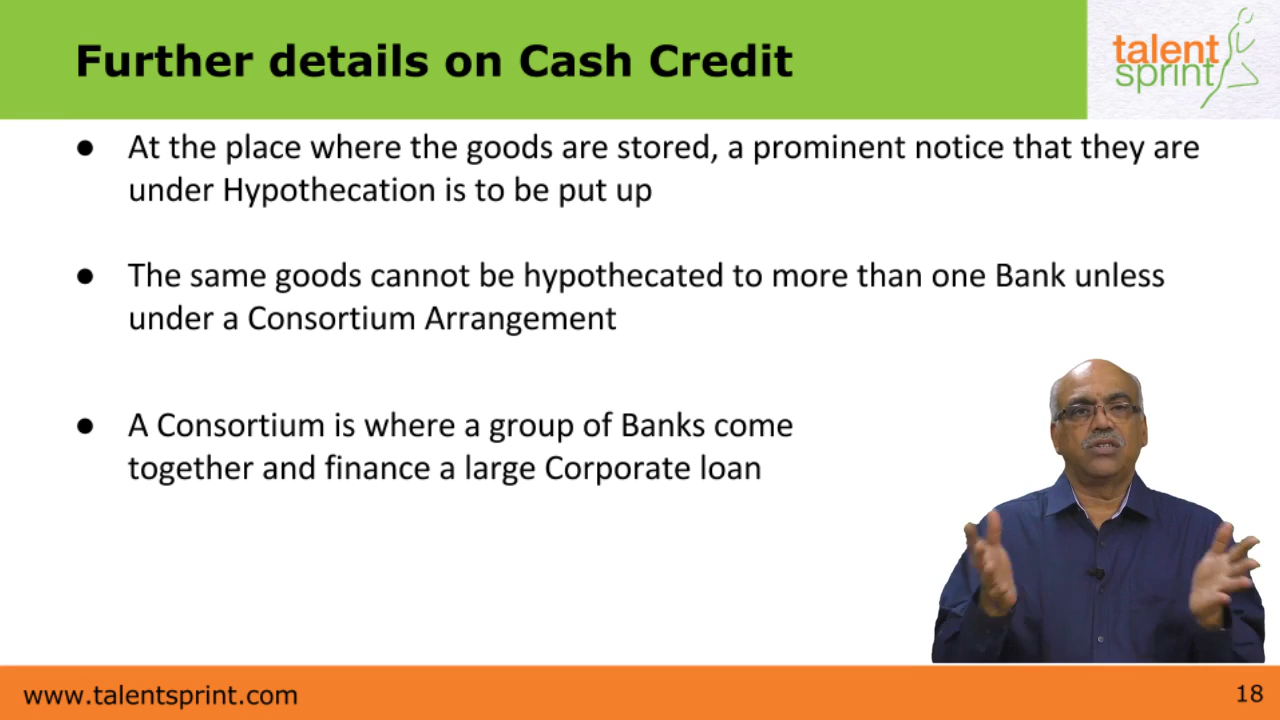 Further details on Cash Credit
talent
sprint
● At the place where the goods are stored, a prominent notice that they are
under Hypothecation is to be put up
● The same goods cannot be hypothecated to more than one Bank unless
under a Consortium Arrangement
● A Consortium is where a group of Banks come
together and finance a large Corporate loan
www.talentsprint.com
18